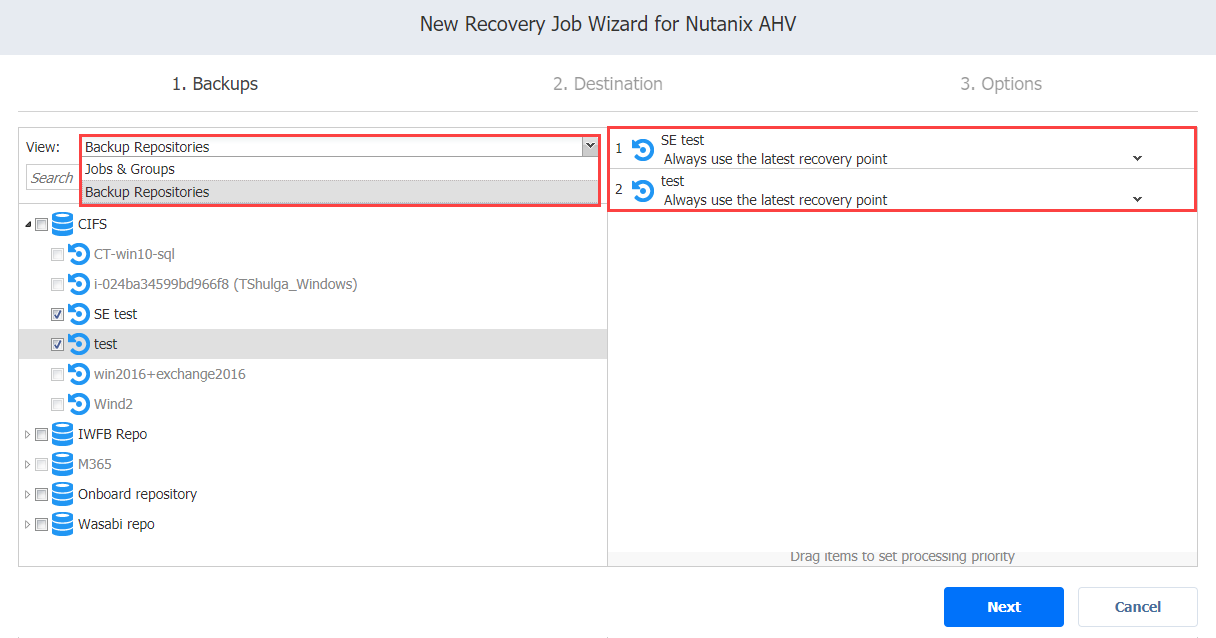 New Recovery Job Wizard for Nutanix AHV
1. Backups
2. Destination
3. Options
View:
Backup Repositories
Jobs & Groups
Backup Repositories
Search
CIFS
CT-win10-sql
i-024ba34599bd966f8 (TShulga_Windows)
SE test
test
win2016+exchange2016
Wind2
IWFB Repo
M365
Onboard repository
Wasabi repo
1
SE test
Always use the latest recovery point
2
test
Always use the latest recovery point
Drag items to set processing priority
Next
Cancel